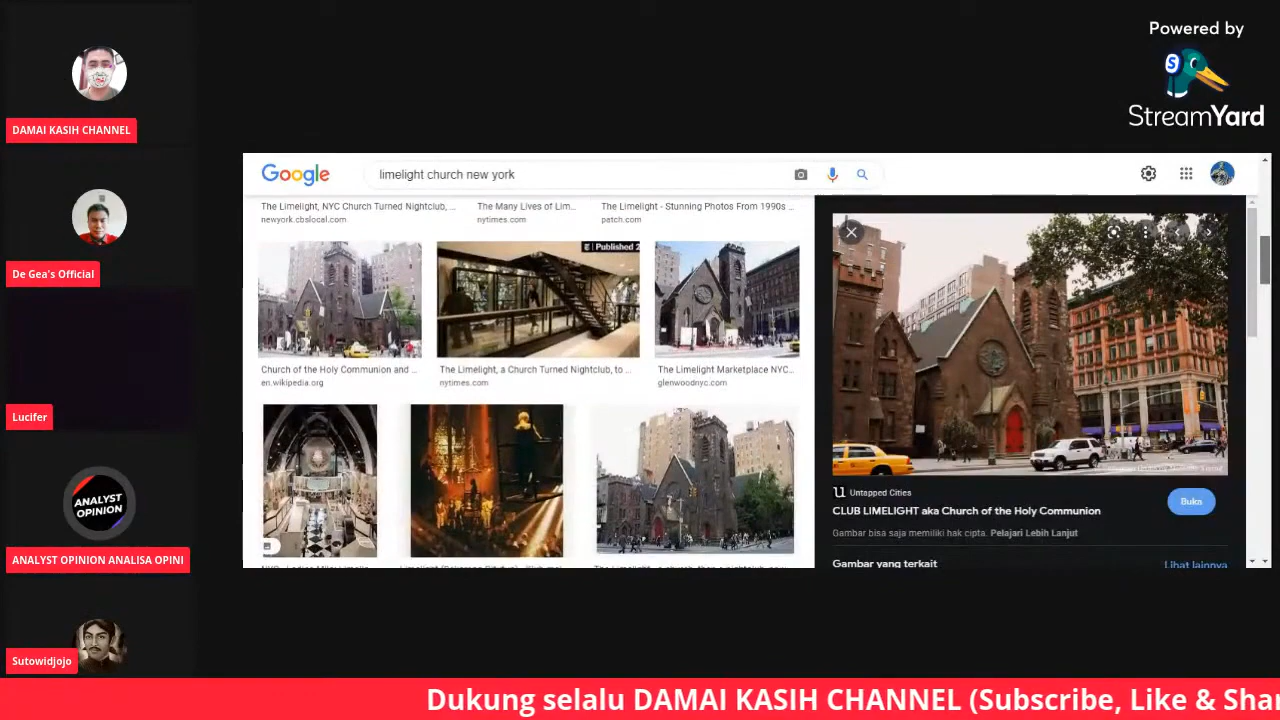 Powered by
StreamYard
DAMAI KASIH CHANNEL
De Gea's Official
Lucifer
ANALYST OPINION
ANALYST OPINION ANALISA OPINI
Sutowidjojo
Google
limelight church new york
The Limelight, NYC Church Turned Nightclub, ...
newyork.cbslocal.com
The Many Lives of Lim...
nytimes.com
The Limelight - Stunning Photos From 1990s ...
patch.com
Published 2
Church of the Holy Communion and ...
en.wikipedia.org
The Limelight, a Church Turned Nightclub, to ...
nytimes.com
The Limelight Marketplace NYC...
glenwoodnyc.com
Untapped Cities
CLUB LIMELIGHT aka Church of the Holy Communion
Buka
Gambar bisa saja memiliki hak cipta. Pelajari Lebih Lanjut
Gambar yang terkait
Lihat lainnya
Dukung selalu DAMAI KASIH CHANNEL (Subscribe, Like & Shar